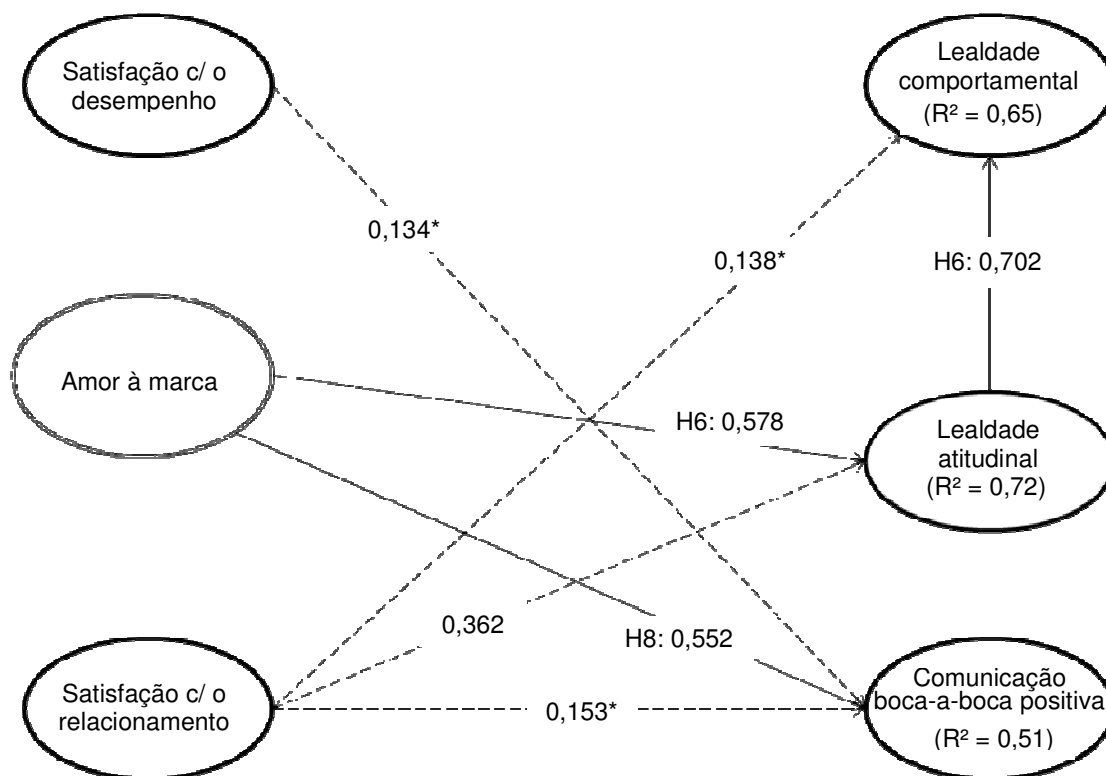 Satisfação c/ o
desempenho
Lealdade
comportamental
(R² = 0,65)
0,134*
0,138*
H6: 0,702
Amor à marca
H6: 0,578
Lealdade
atitudinal
(R² = 0,72)
0,362
H8: 0,552
Satisfação c/ o
relacionamento
0,153*
Comunicação
boca-a-boca positiva
(R² = 0,51)